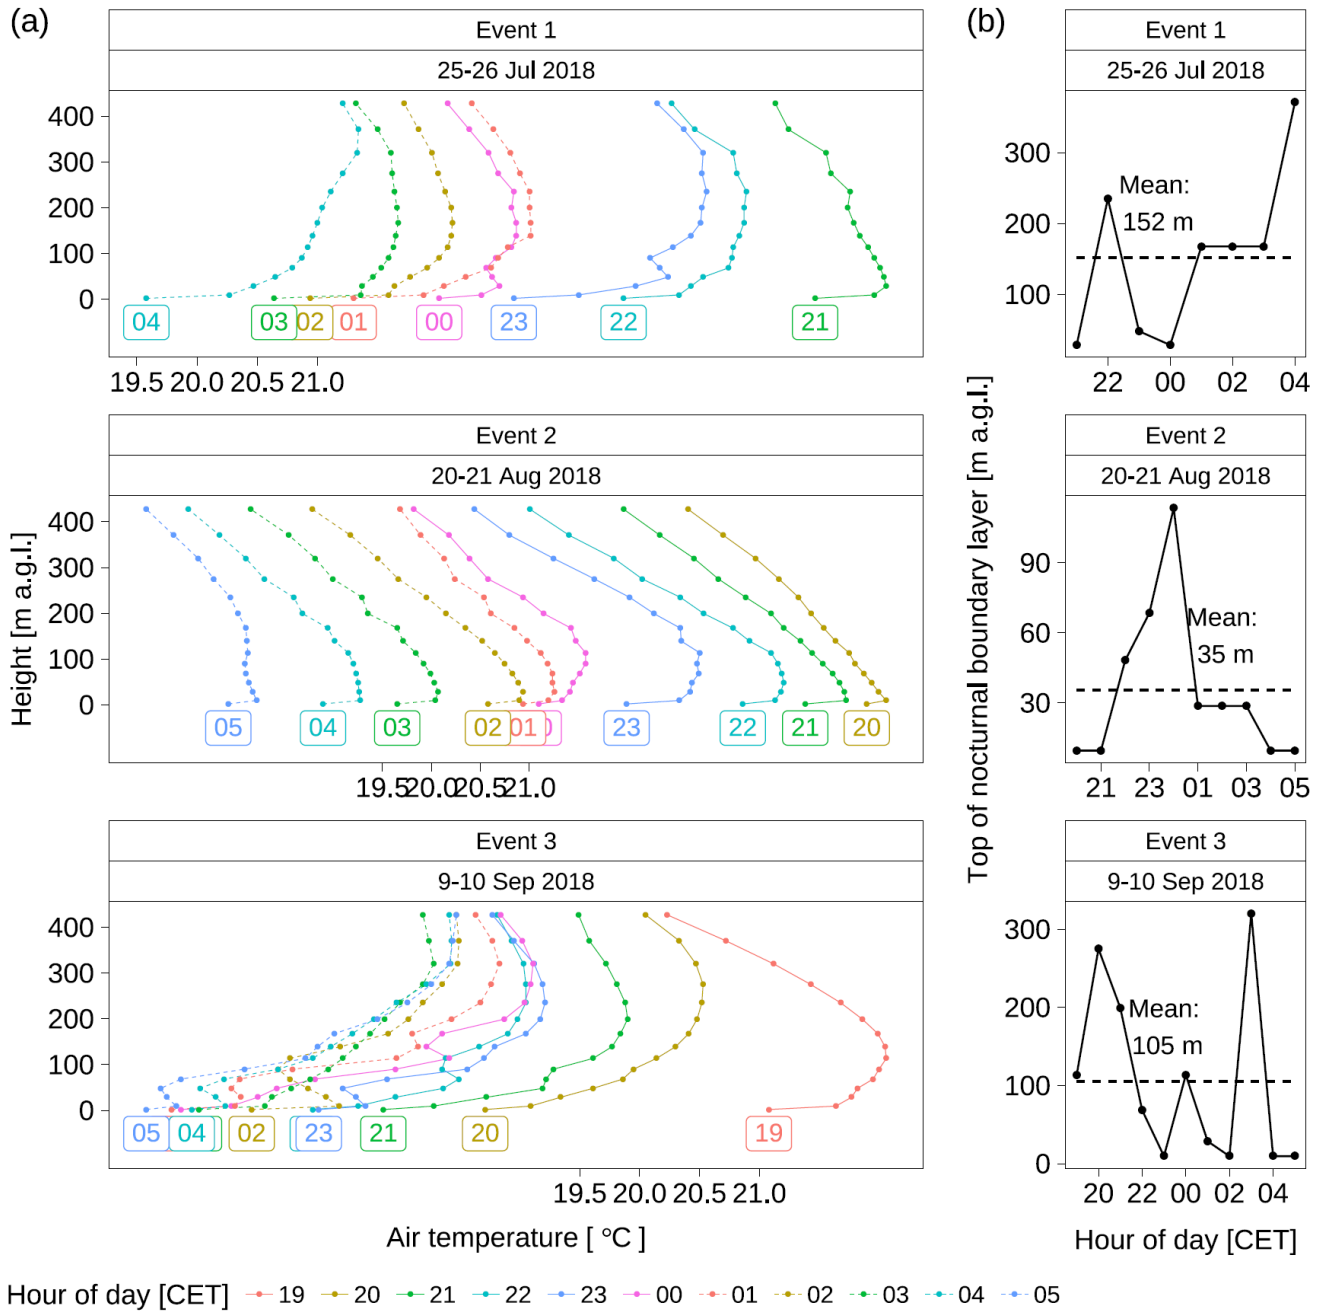 (a)
Event 1
25-26 Jul 2018
400
300
200
100
0
04
03
02
01
00
23
22
21
19.5 20.0 20.5 21.0
Event 2
20-21 Aug 2018
Height [m a.g.l.]
400
300
200
100
0
05
04
03
02
01
0
23
22
21
20
19.5 20.0 20.5 21.0
Event 3
9-10 Sep 2018
400
300
200
100
0
05
04
02
23
21
20
19
19.5 20.0 20.5 21.0
Air temperature [ °C ]
(b)
Event 1
25-26 Jul 2018
300
200
100
Mean:
152 m
22 00 02 04
Top of nocturnal boundary layer [m a.g.l.]
Event 2
20-21 Aug 2018
90
60
30
Mean:
35 m
21 23 01 03 05
Event 3
9-10 Sep 2018
300
200
100
0
Mean:
105 m
20 22 00 02 04
Hour of day [CET]
Hour of day [CET] 19 20 21 22 23 00 01 02 03 04 05